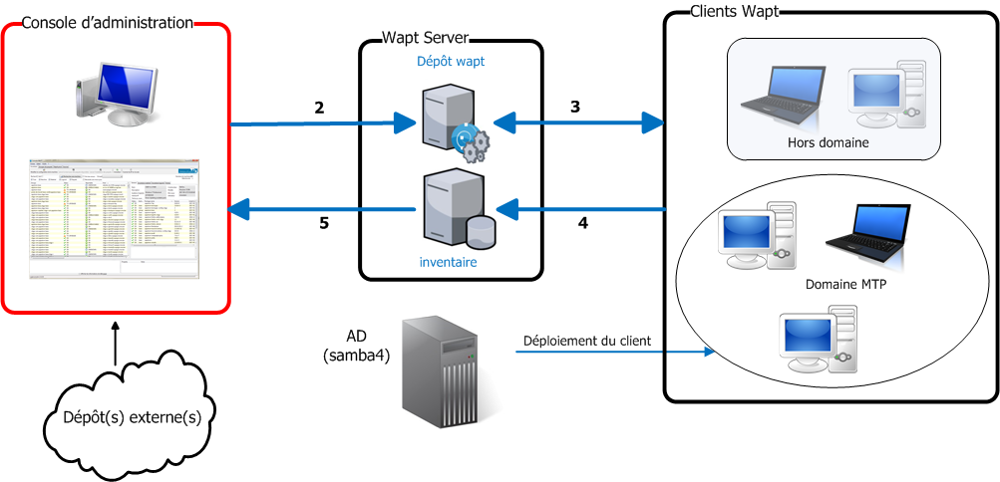 Console d'administration
Wapt Server
Clients Wapt
Dépôt wapt
2
3
Hors domaine
5
4
inventaire
Domaine MTP
AD
(samba4)
Déploiement du client
Dépôt(s) externe(s)